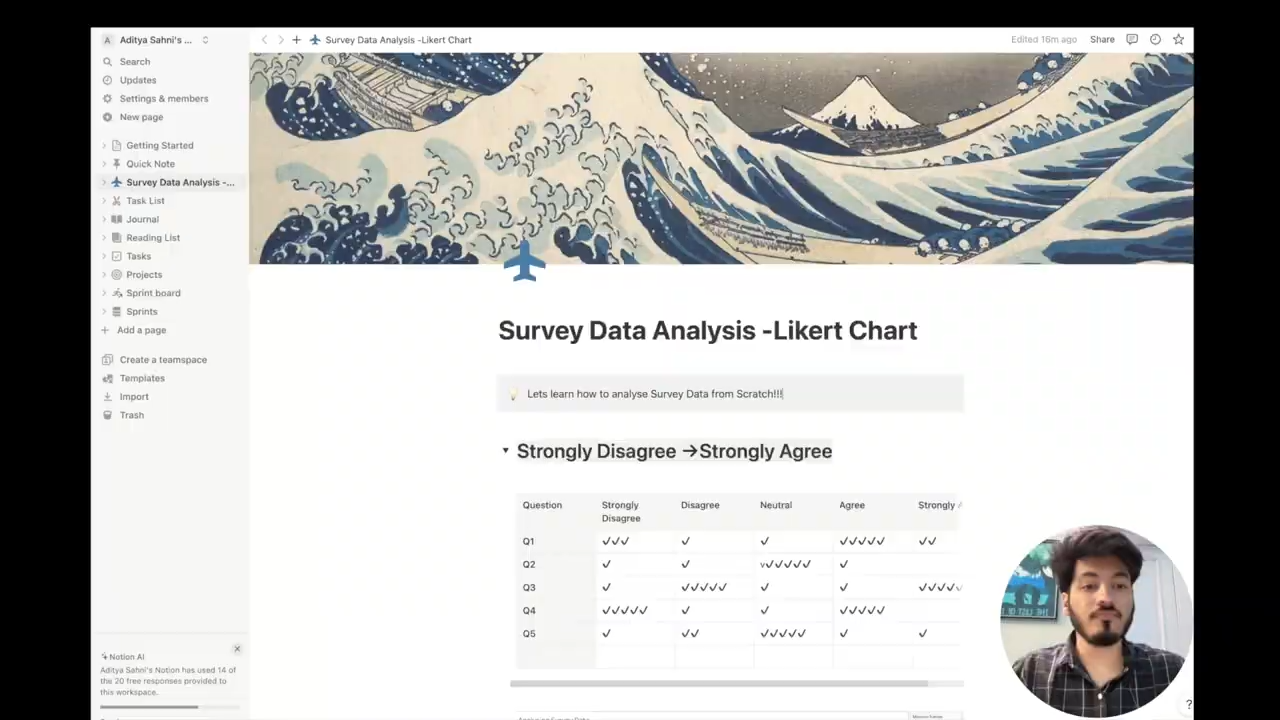 A Aditya Sahni's ...
Survey Data Analysis -Likert Chart
Edited 16m ago Share
Search
Updates
Settings & members
New page
Getting Started
Quick Note
Survey Data Analysis -...
Task List
Journal
Reading List
Tasks
Projects
Sprint board
Sprints
Add a page
Create a teamspace
Templates
Import
Trash
Notion AI
Aditya Sahni's Notion has used 14 of
the 20 free responses provided to
this workspace.
Survey Data Analysis -Likert Chart
Lets learn how to analyse Survey Data from Scratch!!!
Strongly Disagree →Strongly Agree
Question Strongly Disagree Disagree Neutral Agree Strongly
Q1 ✓✓✓ ✓ ✓ ✓✓✓✓✓ ✓✓
Q2 ✓ ✓ v✓✓✓✓✓ ✓
Q3 ✓ ✓✓✓✓✓ ✓ ✓ ✓✓✓✓✓
Q4 ✓✓✓✓✓ ✓ ✓ ✓✓✓✓✓
Q5 ✓ ✓✓ ✓✓✓✓✓ ✓ ✓
Analysing Survey Data
?